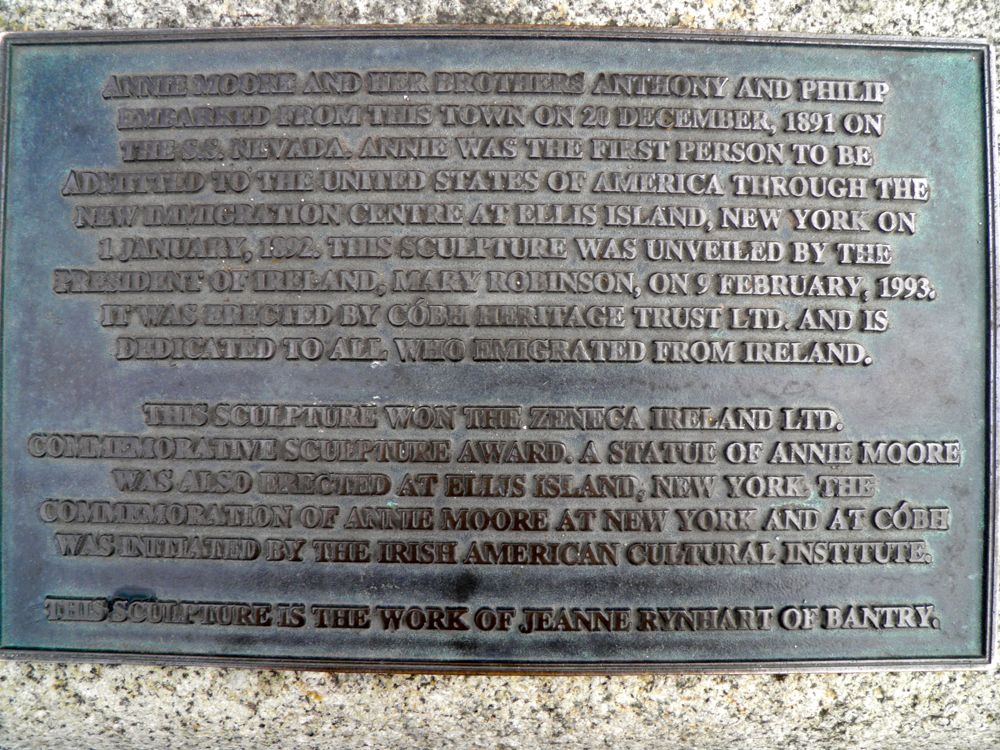 ANNIE MOORE AND HER BROTHERS ANTHONY AND PHILIP
EMBARKED FROM THIS TOWN ON 20 DECEMBER, 1891 ON
THE S.S. NEVADA. ANNIE WAS THE FIRST PERSON TO BE
ADMITTED TO THE UNITED STATES OF AMERICA THROUGH THE
NEW IMMIGRATION CENTRE AT ELLIS ISLAND, NEW YORK ON
1 JANUARY, 1892. THIS SCULPTURE WAS UNVEILED BY THE
PRESIDENT OF IRELAND, MARY ROBINSON, ON 9 FEBRUARY, 1993.
IT WAS ERECTED BY CÓBH HERITAGE TRUST LTD. AND IS
DEDICATED TO ALL WHO EMIGRATED FROM IRELAND.
THIS SCULPTURE WON THE ZENECA IRELAND LTD.
COMMEMORATIVE SCULPTURE AWARD. A STATUE OF ANNIE MOORE
WAS ALSO ERECTED AT ELLIS ISLAND, NEW YORK. THE
COMMEMORATION OF ANNIE MOORE AT NEW YORK AND AT CÓBH
WAS INITIATED BY THE IRISH AMERICAN CULTURAL INSTITUTE.
THIS SCULPTURE IS THE WORK OF JEANNE RYNHART OF BANTRY.